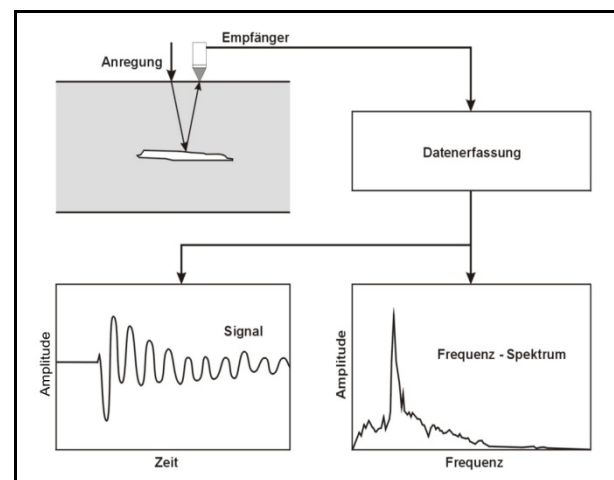 Empfänger
Anregung
Datenerfassung
Signal
Amplitude
Zeit
Frequenz - Spektrum
Amplitude
Frequenz